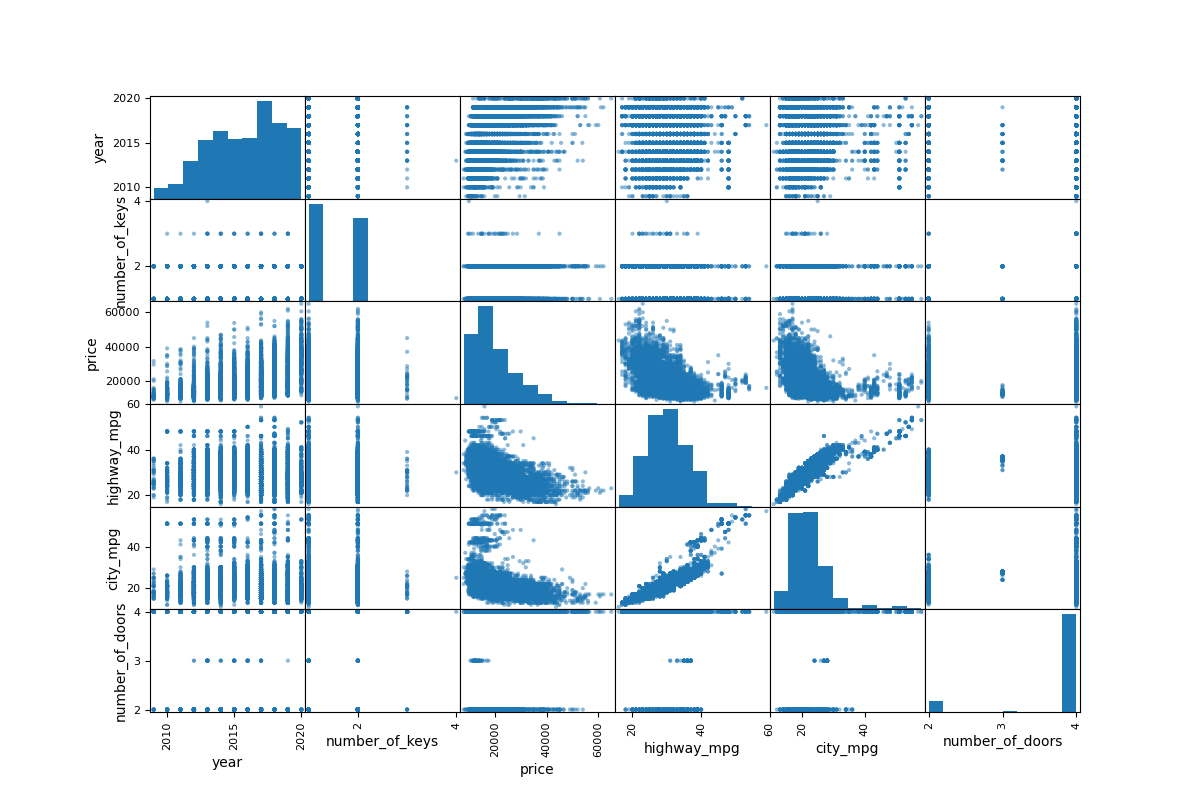 2020
2015
2010
year
4
2
number_of_keys
60000
40000
20000
price
60
40
20
highway_mpg
40
20
city_mpg
4
3
2
number_of_doors
2010 2015 2020 2 4 20000 40000 60000 20 40 60 20 40 2 3 4
year number_of_keys price highway_mpg city_mpg number_of_doors